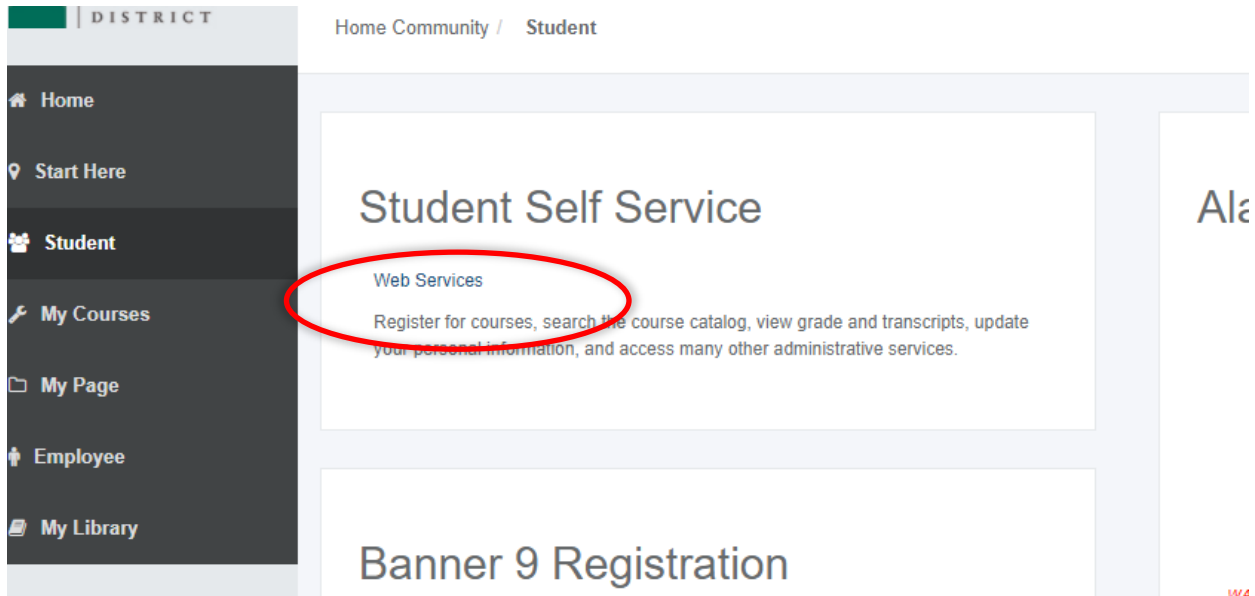 DISTRICT
Home Community / Student
Home
Start Here
Student
My Courses
My Page
Employee
My Library
Student Self Service
Web Services
Register for courses, search the course catalog, view grade and transcripts, update
your personal information, and access many other administrative services.
Banner 9 Registration
Ala